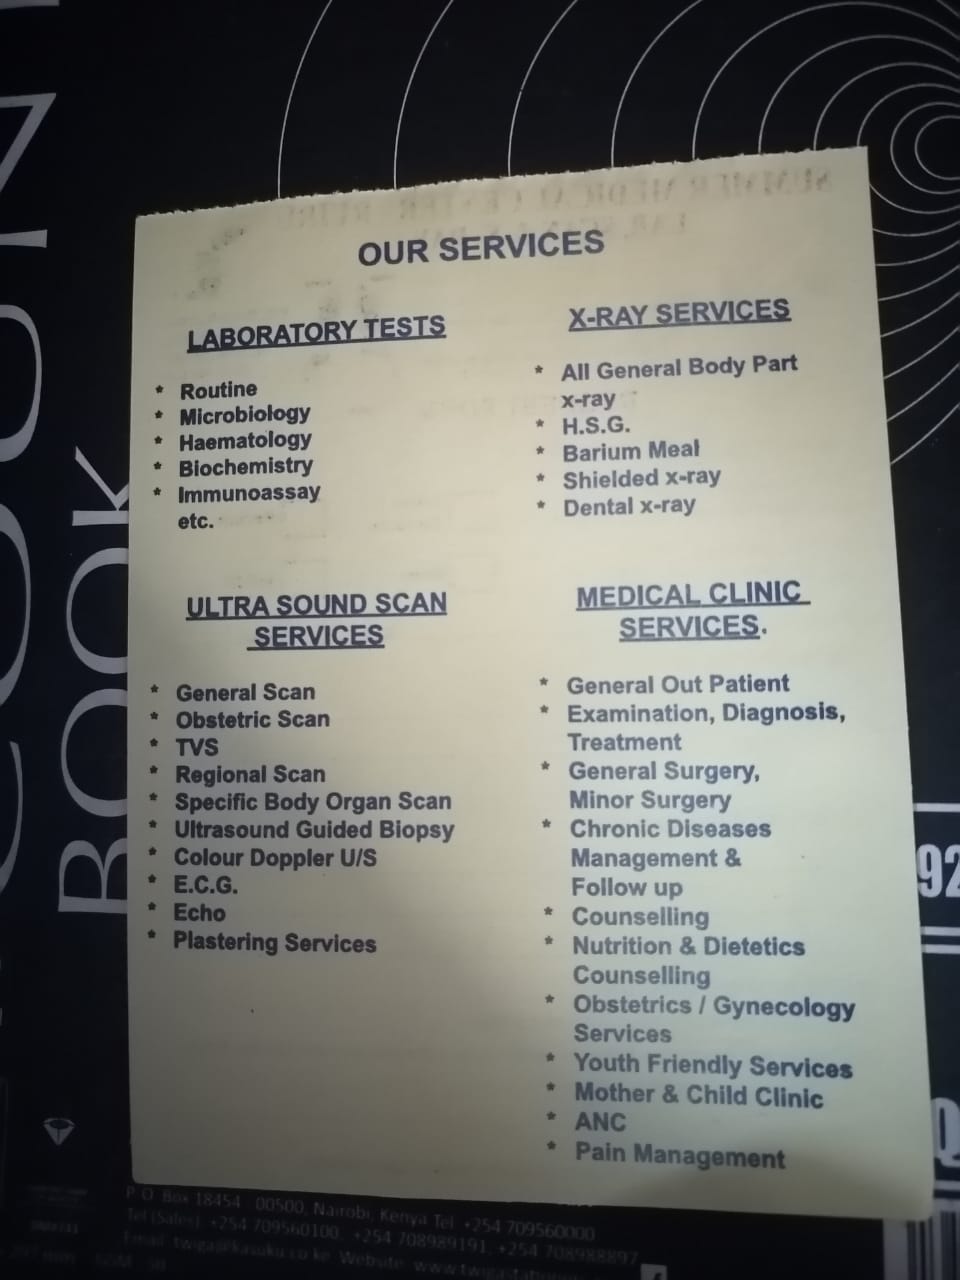 OUR SERVICES
LABORATORY TESTS
* Routine
* Microbiology
* Haematology
* Biochemistry
* Immunoassay
etc.
X-RAY SERVICES
* All General Body Part
x-ray
* H.S.G.
* Barium Meal
* Shielded x-ray
* Dental x-ray
ULTRA SOUND SCAN
SERVICES
* General Scan
* Obstetric Scan
* TVS
* Regional Scan
* Specific Body Organ Scan
* Ultrasound Guided Biopsy
* Colour Doppler U/S
* E.C.G.
* Echo
* Plastering Services
MEDICAL CLINIC
SERVICES.
* General Out Patient
* Examination, Diagnosis,
Treatment
* General Surgery,
Minor Surgery
* Chronic Diseases
Management &
Follow up
* Counselling
* Nutrition & Dietetics
Counselling
* Obstetrics / Gynecology
Services
* Youth Friendly Services
* Mother & Child Clinic
* ANC
* Pain Management
BOOK
92
Q
P.O. Box 18454 00500, Nairobi, Kenya Tel: +254 709560000
Tel (Sales): +254 709560100, +254 708989191, +254 708988897
Email: twiga@kasuku.co.ke, Website: